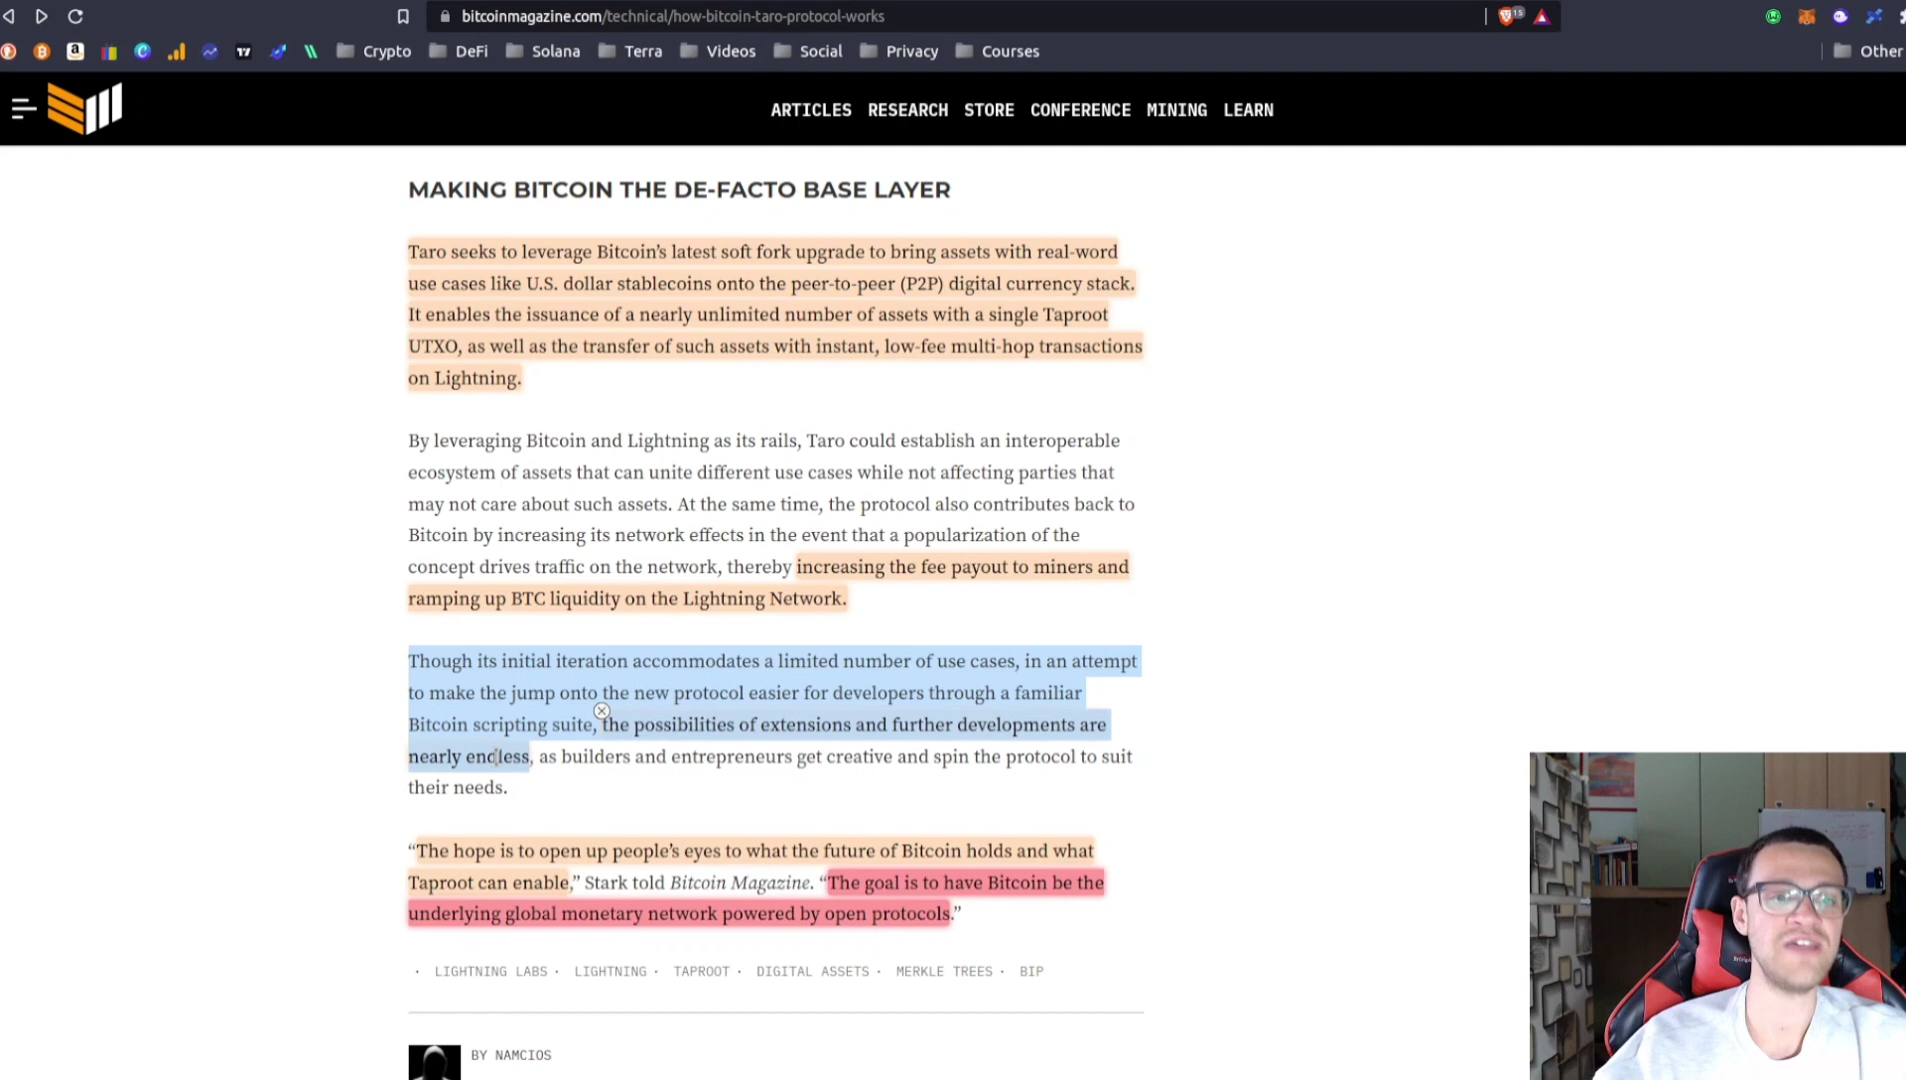 bitcoinmagazine.com/technical/how-bitcoin-taro-protocol-works
15
Crypto DeFi Solana Terra Videos Social Privacy Courses Other
ARTICLES RESEARCH STORE CONFERENCE MINING LEARN
MAKING BITCOIN THE DE-FACTO BASE LAYER
Taro seeks to leverage Bitcoin’s latest soft fork upgrade to bring assets with real-word
use cases like U.S. dollar stablecoins onto the peer-to-peer (P2P) digital currency stack.
It enables the issuance of a nearly unlimited number of assets with a single Taproot
UTXO, as well as the transfer of such assets with instant, low-fee multi-hop transactions
on Lightning.
By leveraging Bitcoin and Lightning as its rails, Taro could establish an interoperable
ecosystem of assets that can unite different use cases while not affecting parties that
may not care about such assets. At the same time, the protocol also contributes back to
Bitcoin by increasing its network effects in the event that a popularization of the
concept drives traffic on the network, thereby increasing the fee payout to miners and
ramping up BTC liquidity on the Lightning Network.
Though its initial iteration accommodates a limited number of use cases, in an attempt
to make the jump onto the new protocol easier for developers through a familiar
Bitcoin scripting suite, the possibilities of extensions and further developments are
nearly endless, as builders and entrepreneurs get creative and spin the protocol to suit
their needs.
“The hope is to open up people’s eyes to what the future of Bitcoin holds and what
Taproot can enable,” Stark told Bitcoin Magazine. “The goal is to have Bitcoin be the
underlying global monetary network powered by open protocols.”
· LIGHTNING LABS · LIGHTNING · TAPROOT · DIGITAL ASSETS · MERKLE TREES · BIP
BY NAMCIOS